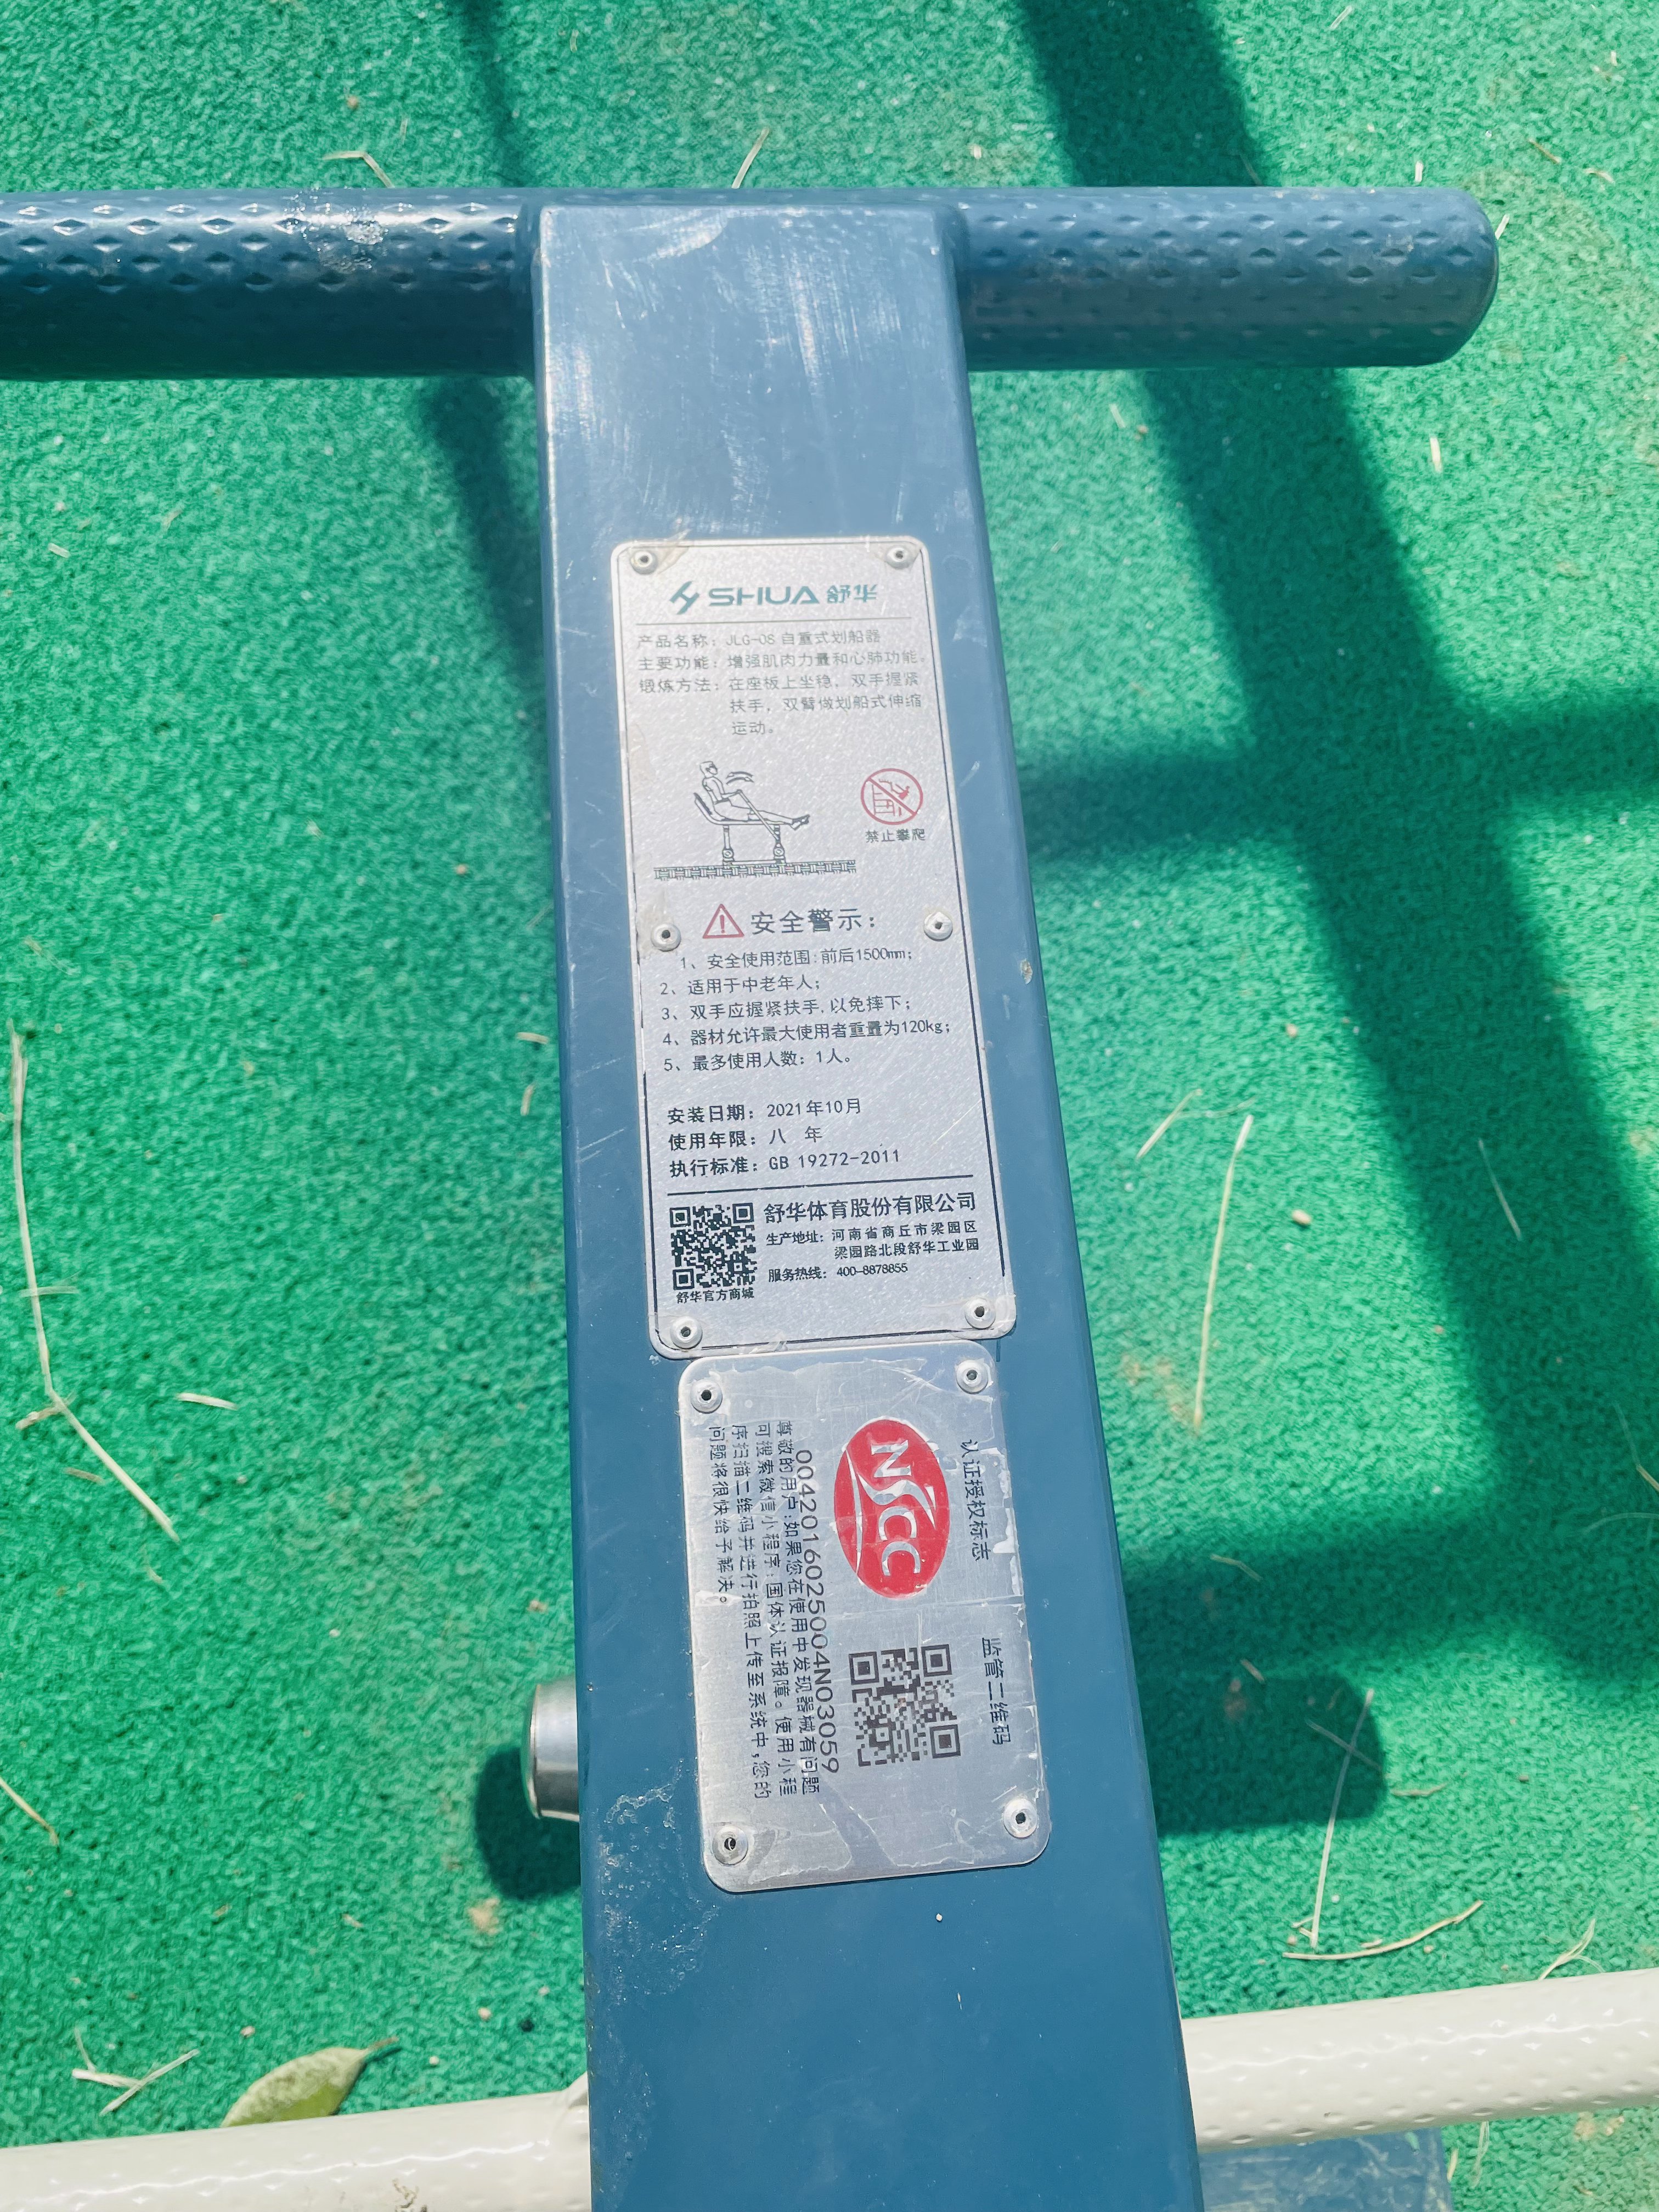 SHUA 舒华
产品名称：JLG-08 自重式划船器
主要功能：增强肌肉力量和心肺功能。
锻炼方法：在座板上坐稳，双手握紧
扶手，双臂做划船式伸缩
运动。
禁止攀爬
安全警示：
1、安全使用范围:前后1500mm；
2、适用于中老年人；
3、双手应握紧扶手,以免摔下；
4、器材允许最大使用者重量为120kg；
5、最多使用人数：1人。
安装日期：2021年10月
使用年限：八 年
执行标准：GB 19272-2011
舒华体育股份有限公司
生产地址：河南省商丘市梁园区
梁园路北段舒华工业园
服务热线：400-8878855
舒华官方商城
认证授权标志
监管二维码
NSCC
0042016025004N03059
尊敬的用户:如果您在使用中发现器械有问题
可搜索微信小程序：国体认证报障。使用小程
序扫描二维码并进行拍照上传至系统中,您的
问题将很快给予解决。